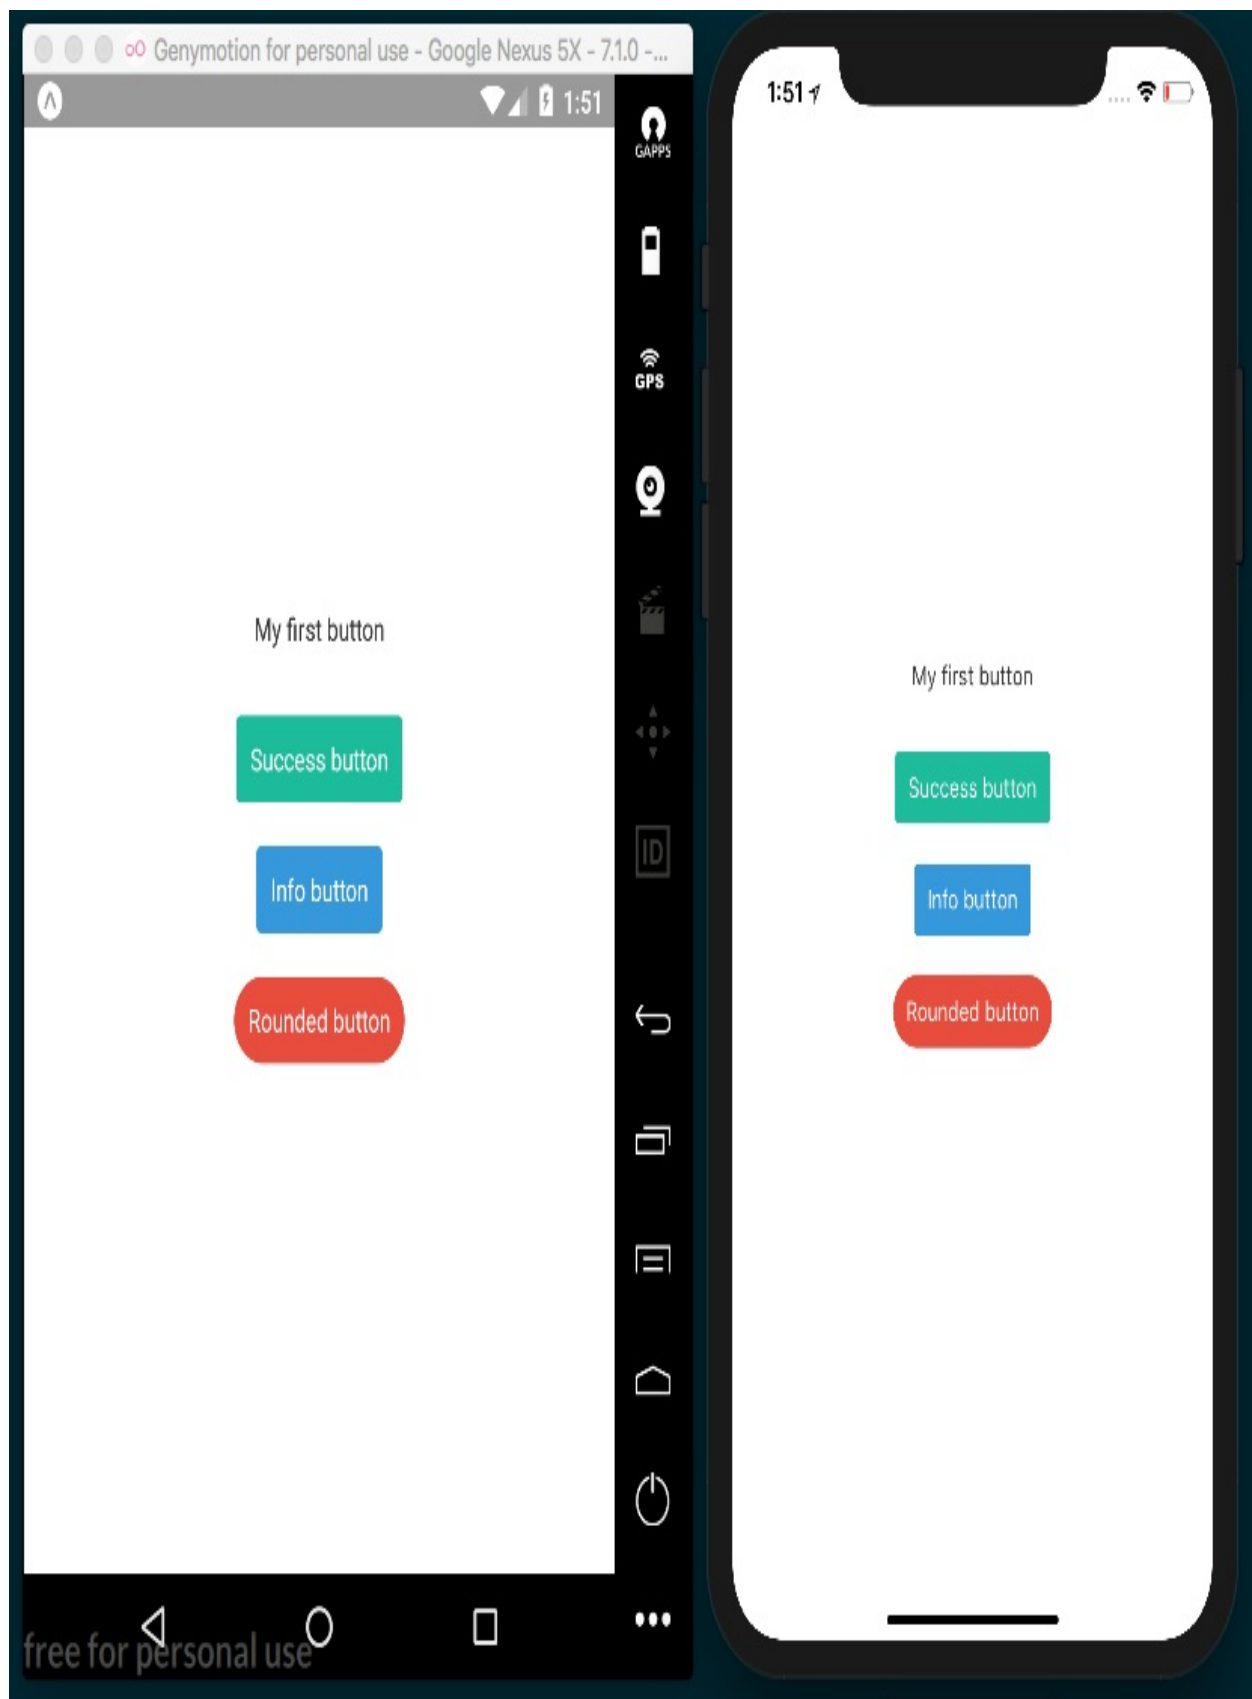 Genymotion for personal use - Google Nexus 5X - 7.1.0 -...
1:51
GAPPS
GPS
ID
My first button
Success button
Info button
Rounded button
free for personal use
1:51
My first button
Success button
Info button
Rounded button